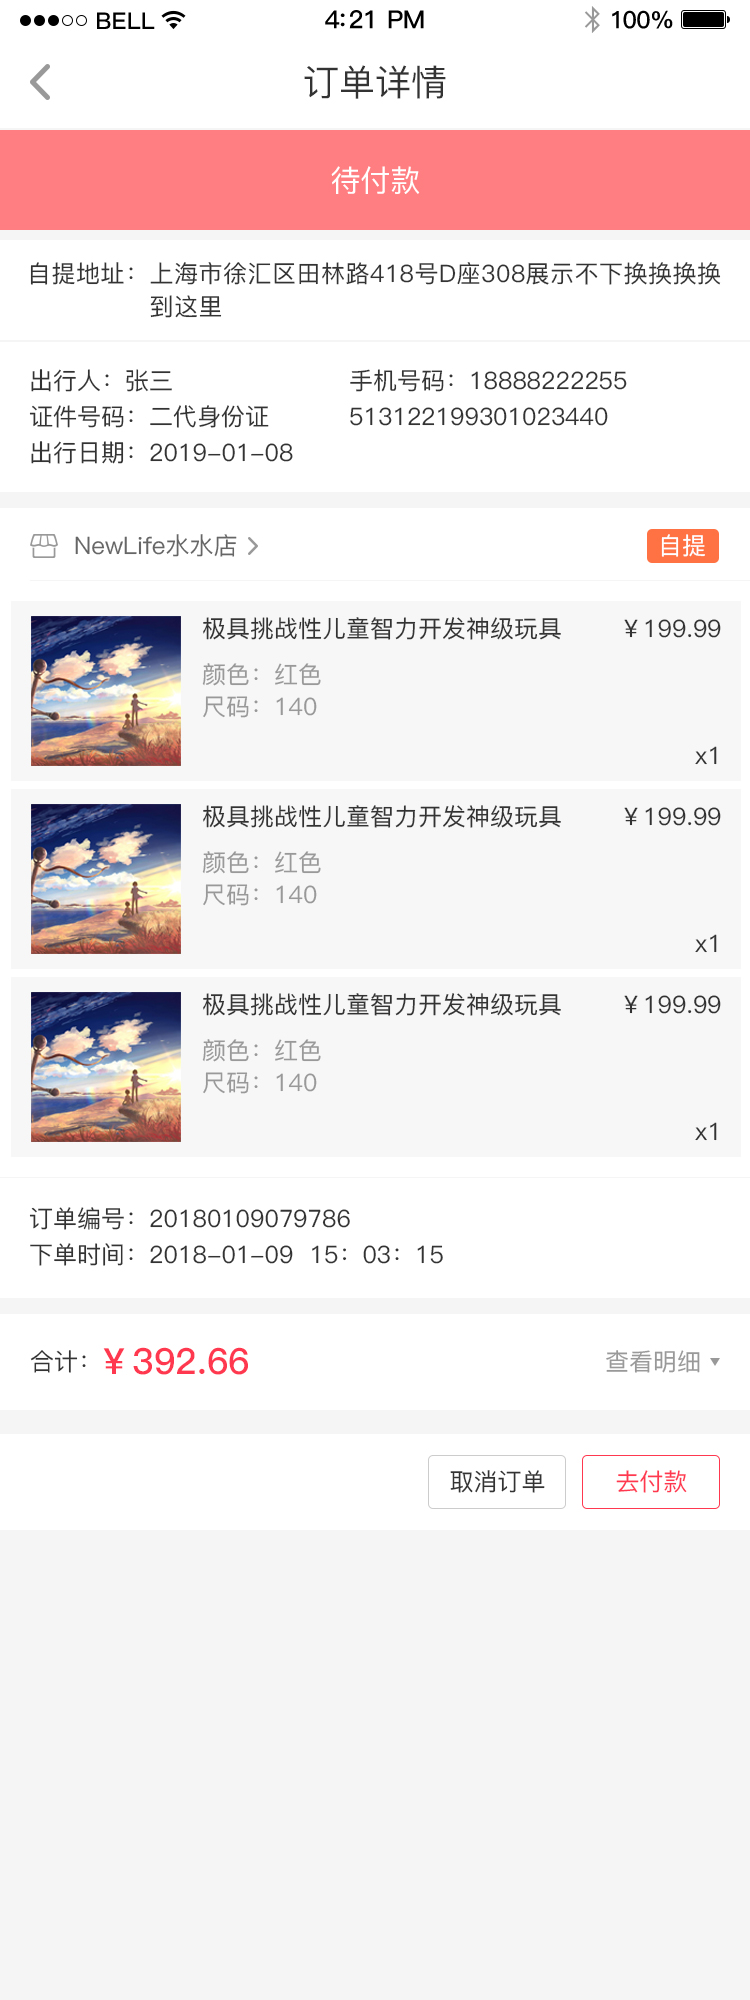 BELL 4:21 PM 100%
订单详情
待付款
自提地址：上海市徐汇区田林路418号D座308展示不下换换换换
到这里
出行人：张三 手机号码：18888222255
证件号码：二代身份证 513122199301023440
出行日期：2019-01-08
NewLife水水店 自提
极具挑战性儿童智力开发神级玩具 ¥ 199.99
颜色：红色
尺码：140
x1
极具挑战性儿童智力开发神级玩具 ¥ 199.99
颜色：红色
尺码：140
x1
极具挑战性儿童智力开发神级玩具 ¥ 199.99
颜色：红色
尺码：140
x1
订单编号：20180109079786
下单时间：2018-01-09 15：03：15
合计：¥ 392.66 查看明细
取消订单 去付款